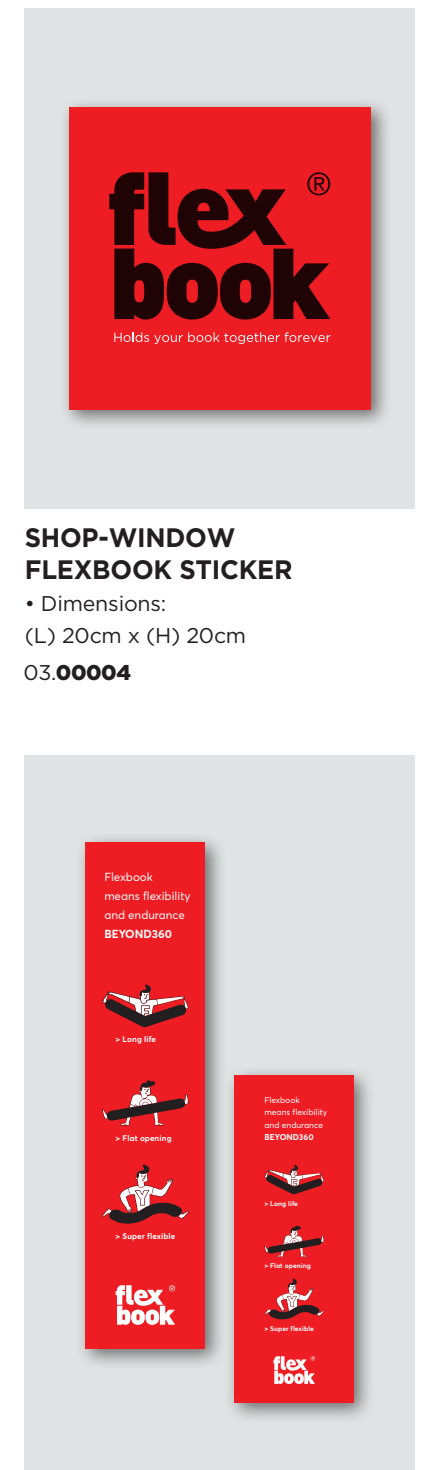 flex ®
book
Holds your book together forever
SHOP-WINDOW
FLEXBOOK STICKER
• Dimensions:
(L) 20cm x (H) 20cm
03.00004
Flexbook
means flexibility
and endurance
BEYOND360
> Long life
> Flat opening
Y
> Super flexible
flex ®
book
Flexbook
means flexibility
and endurance
BEYOND360
> Long life
> Flat opening
Y
> Super flexible
flex ®
book